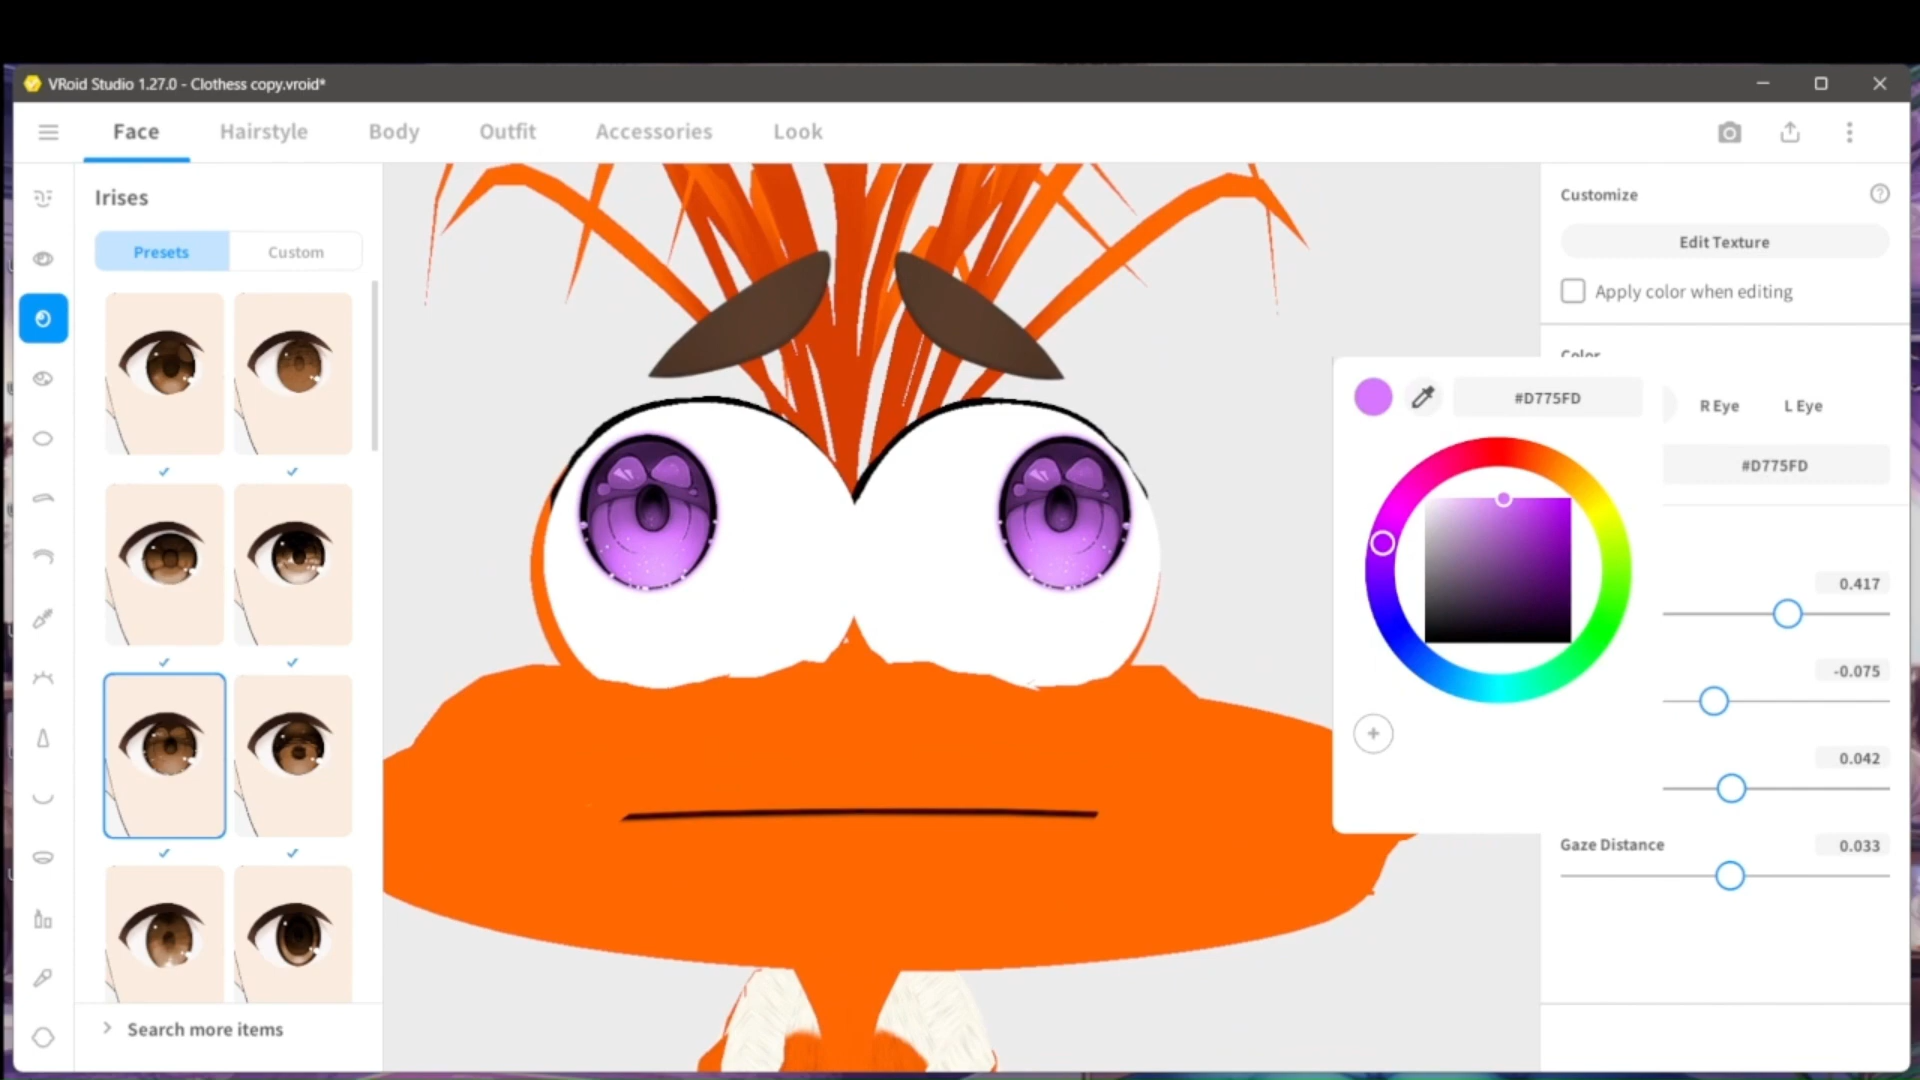 VRoid Studio 1.27.0 - Clothess copy.vroid*
Face Hairstyle Body Outfit Accessories Look
Irises
Presets Custom
Search more items
Customize
Edit Texture
Apply color when editing
Color
#D775FD
R Eye L Eye
#D775FD
0.417
-0.075
0.042
Gaze Distance 0.033